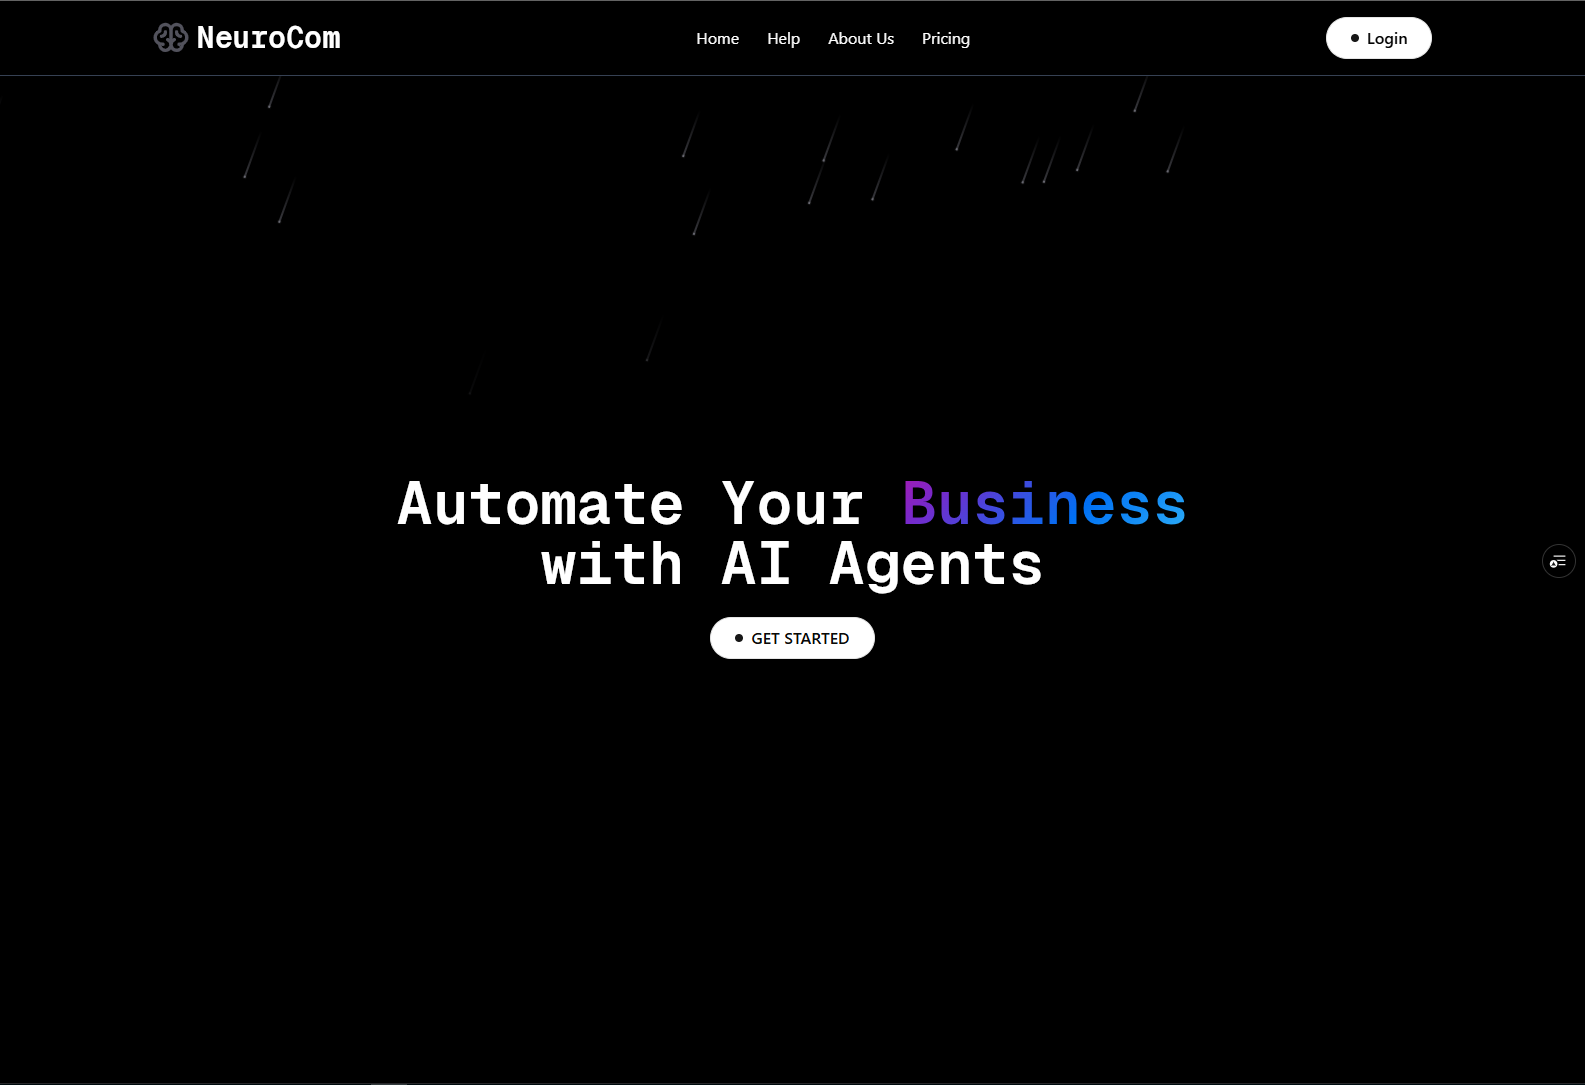 NeuroCom
Home Help About Us Pricing
Login
Automate Your Business
with AI Agents
GET STARTED